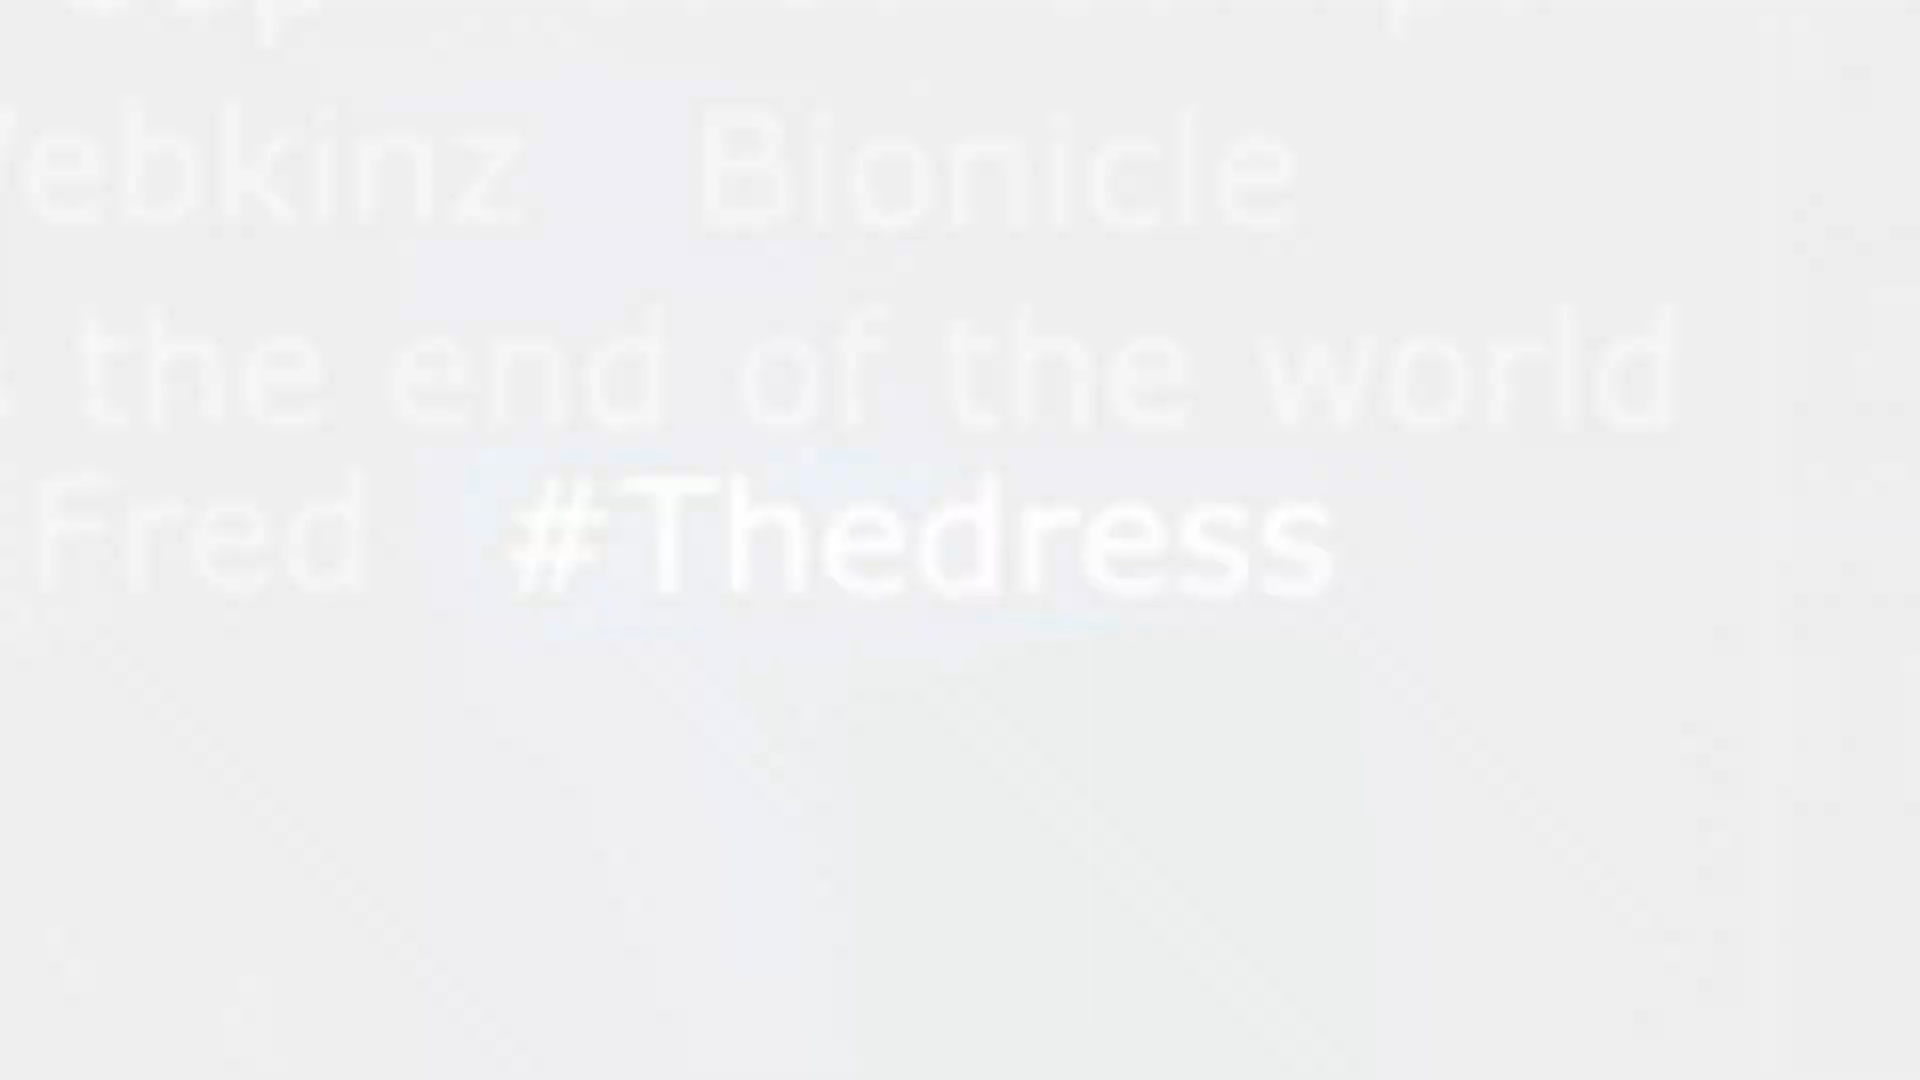 ebkinz Bionicle
the end of the world
Fred #Thedress